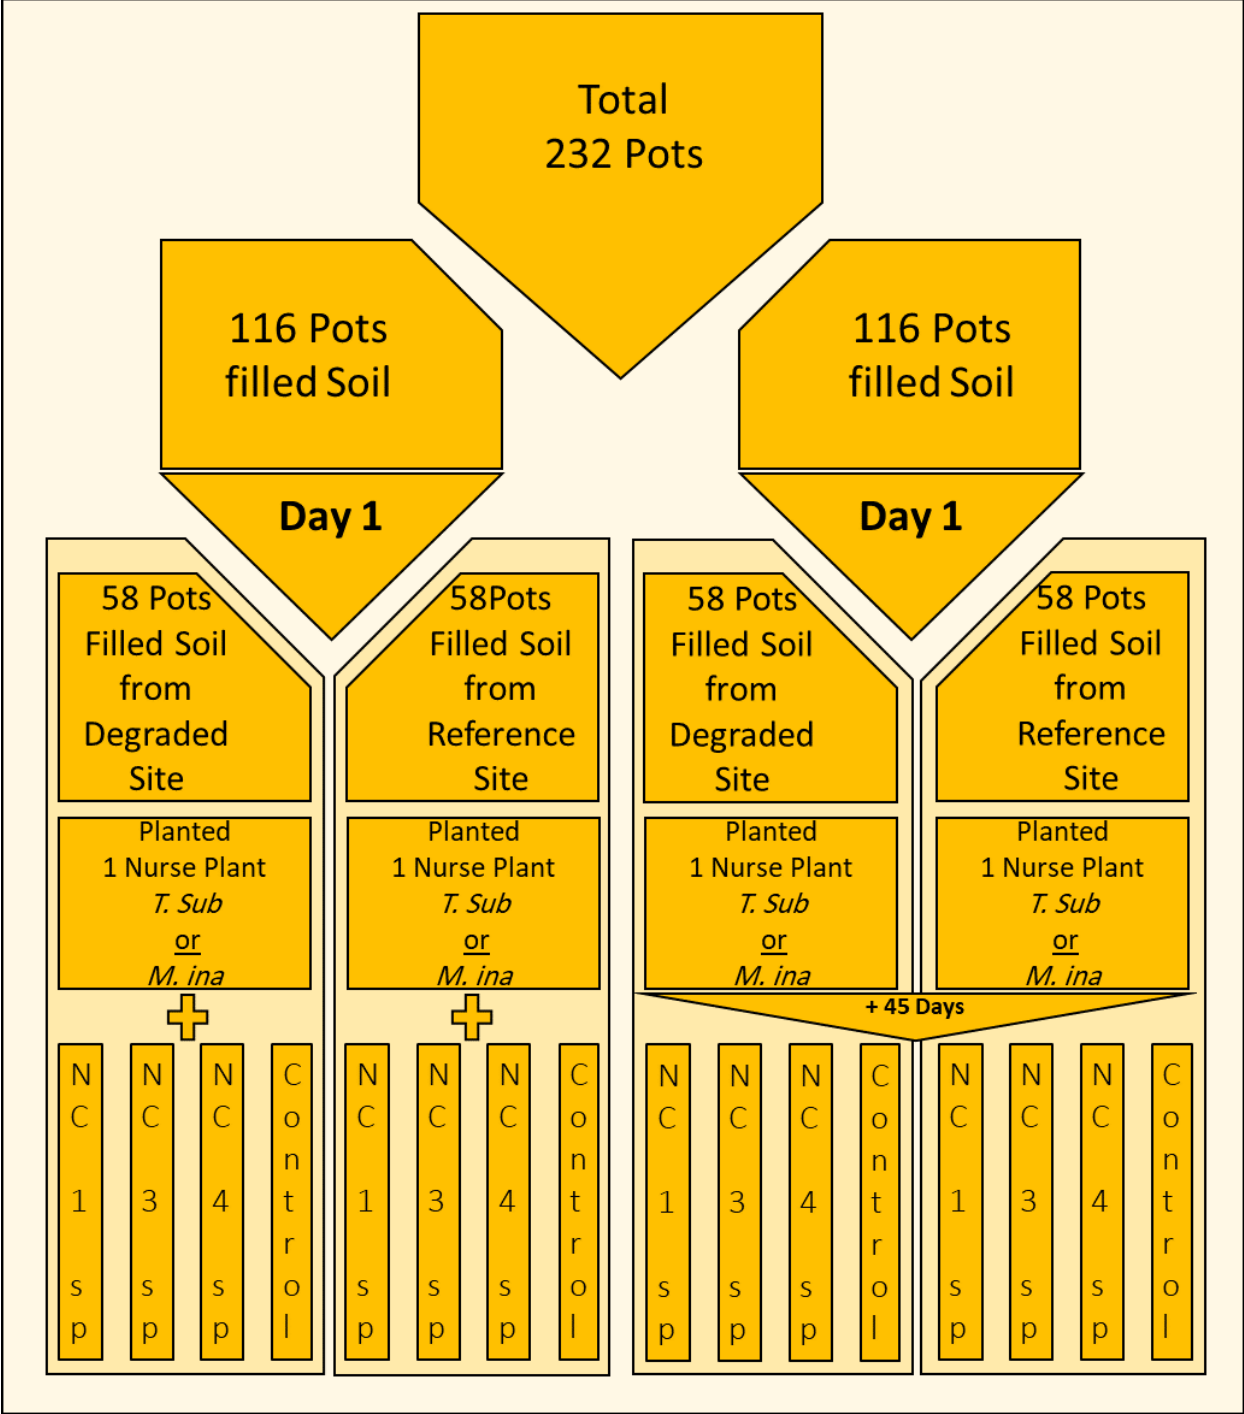 Total
232 Pots
116 Pots
filled Soil
116 Pots
filled Soil
Day 1
Day 1
58 Pots
Filled Soil
from
Degraded
Site
58Pots
Filled Soil
from
Reference
Site
58 Pots
Filled Soil
from
Degraded
Site
58 Pots
Filled Soil
from
Reference
Site
Planted
1 Nurse Plant
T. Sub
or
M. ina
Planted
1 Nurse Plant
T. Sub
or
M. ina
Planted
1 Nurse Plant
T. Sub
or
M. ina
Planted
1 Nurse Plant
T. Sub
or
M. ina
+ 45 Days
NC 1 sp
NC 3 sp
NC 4 sp
Control
NC 1 sp
NC 3 sp
NC 4 sp
Control
NC 1 sp
NC 3 sp
NC 4 sp
Control
NC 1 sp
NC 3 sp
NC 4 sp
Control